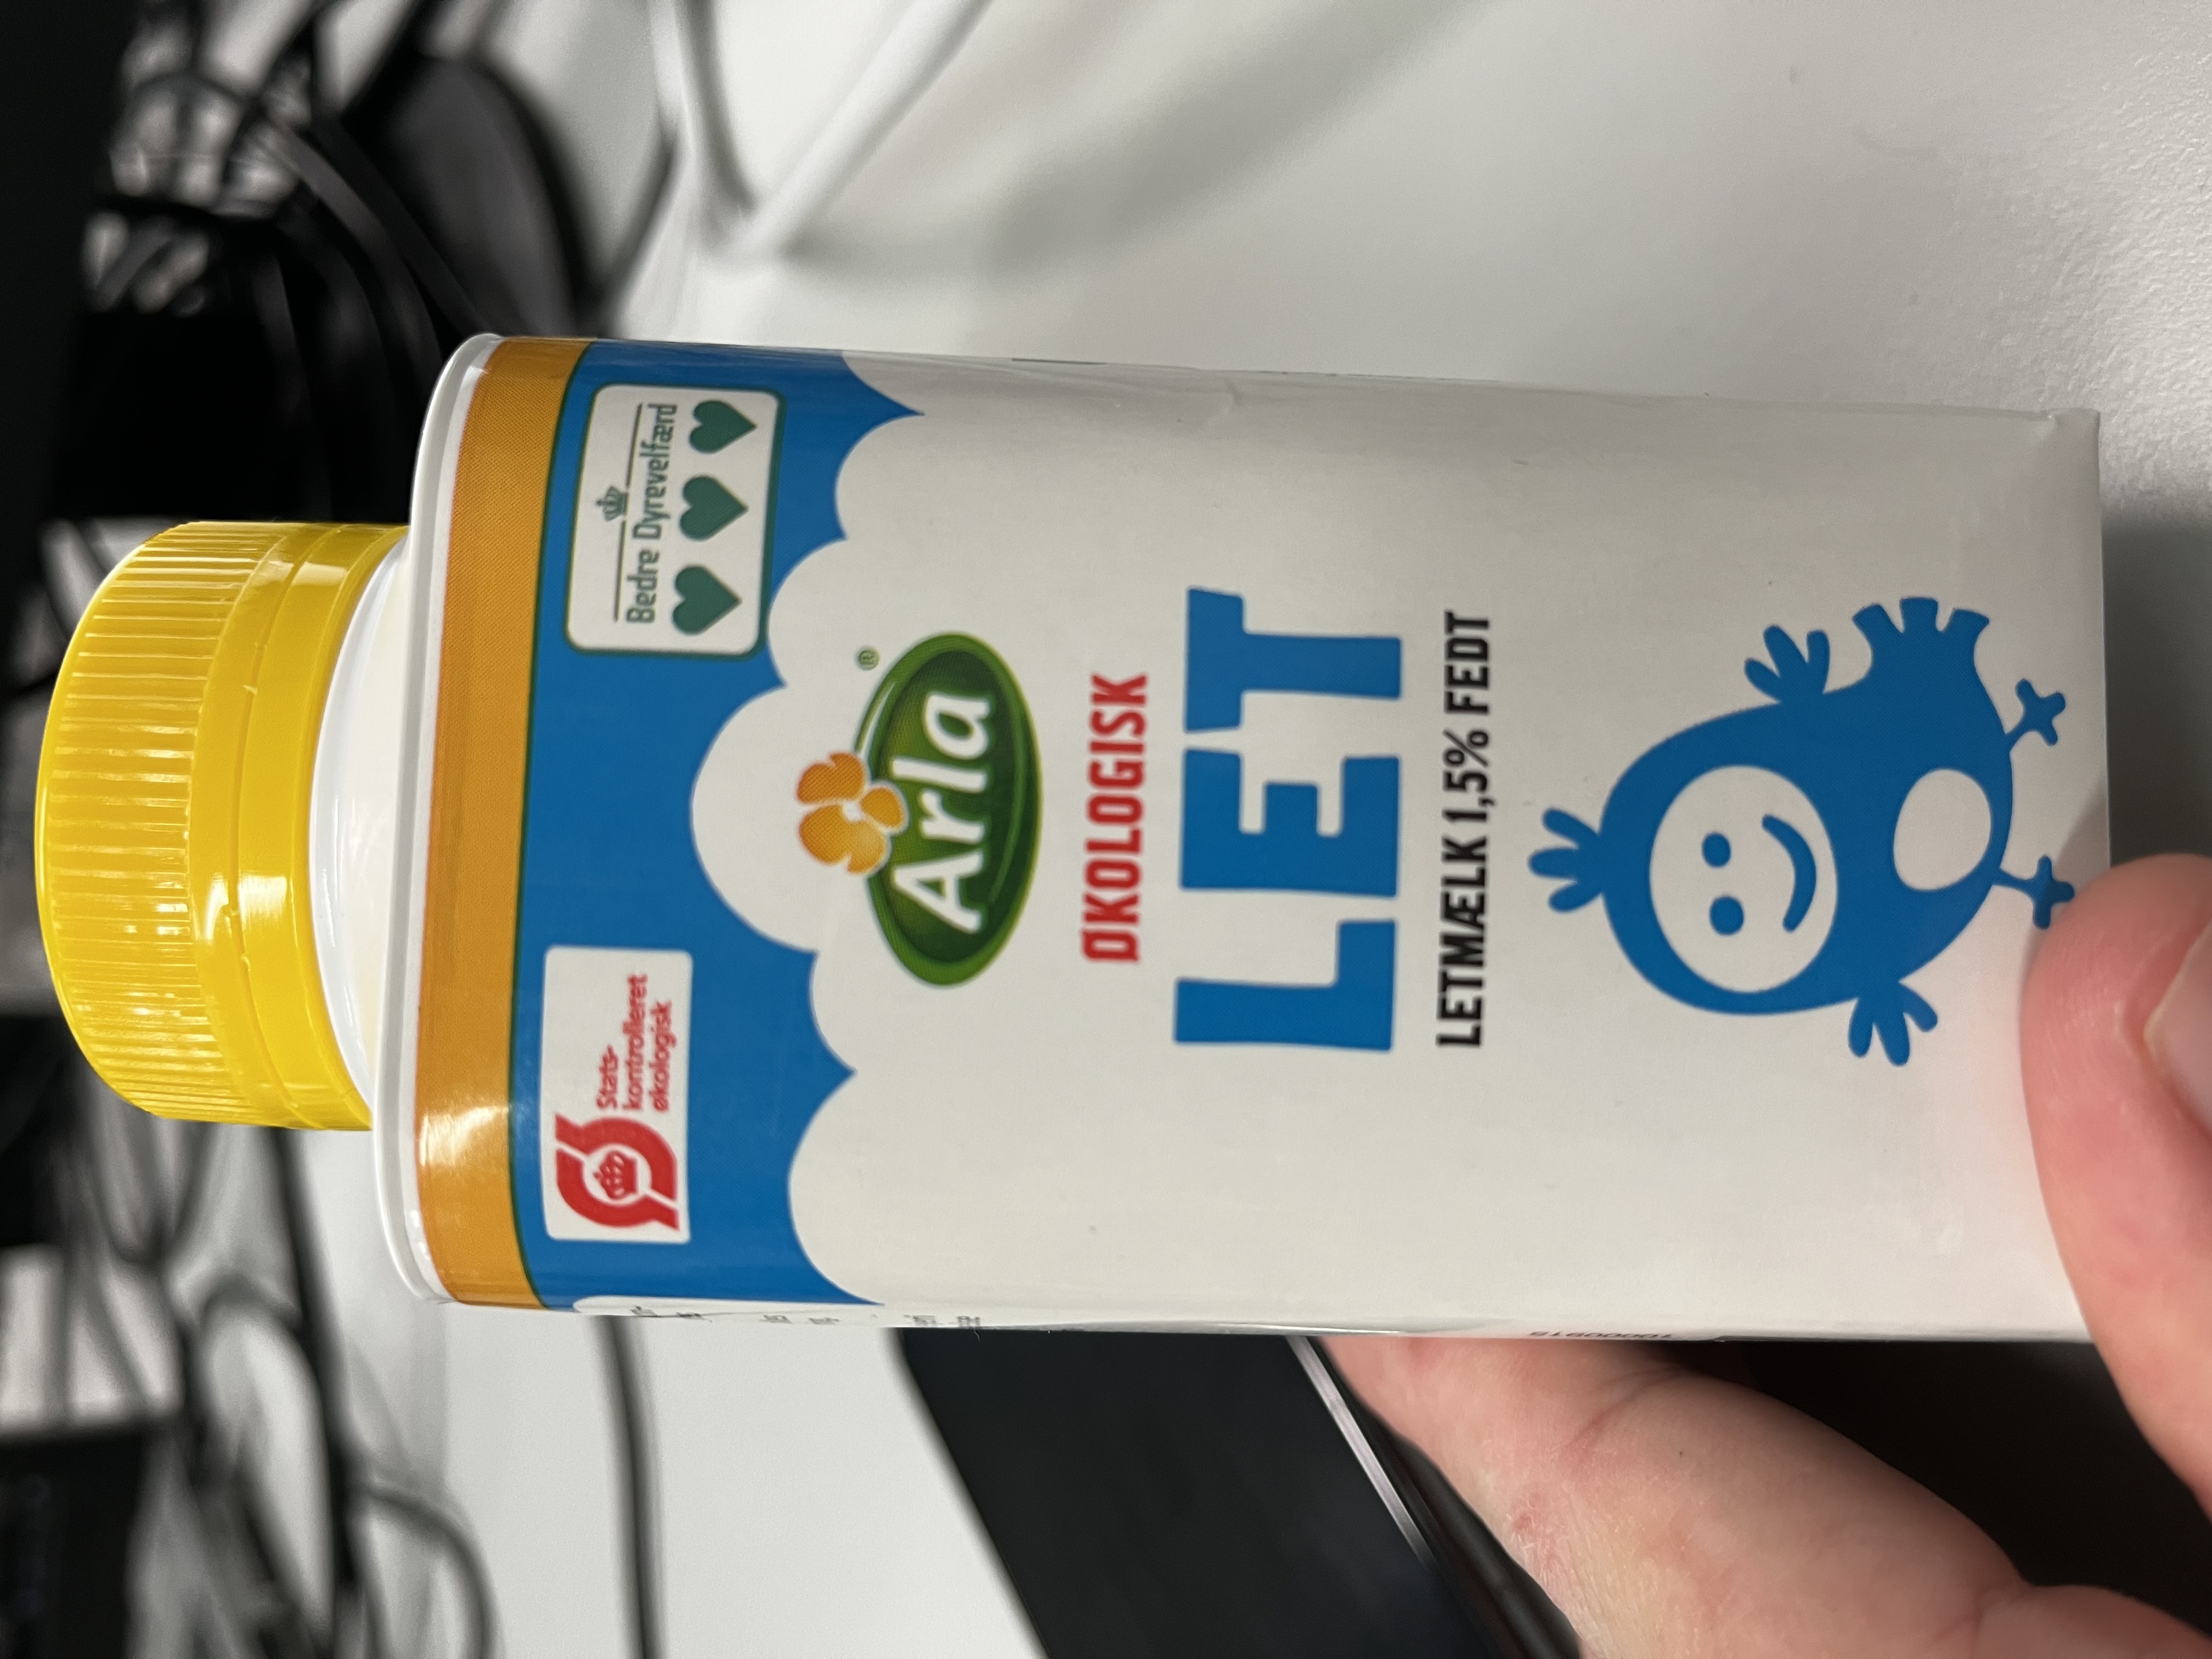 Stats-
kontrolleret
økologisk
Bedre Dyrevelfærd
Arla®
ØKOLOGISK
LET
LETMÆLK 1,5% FEDT